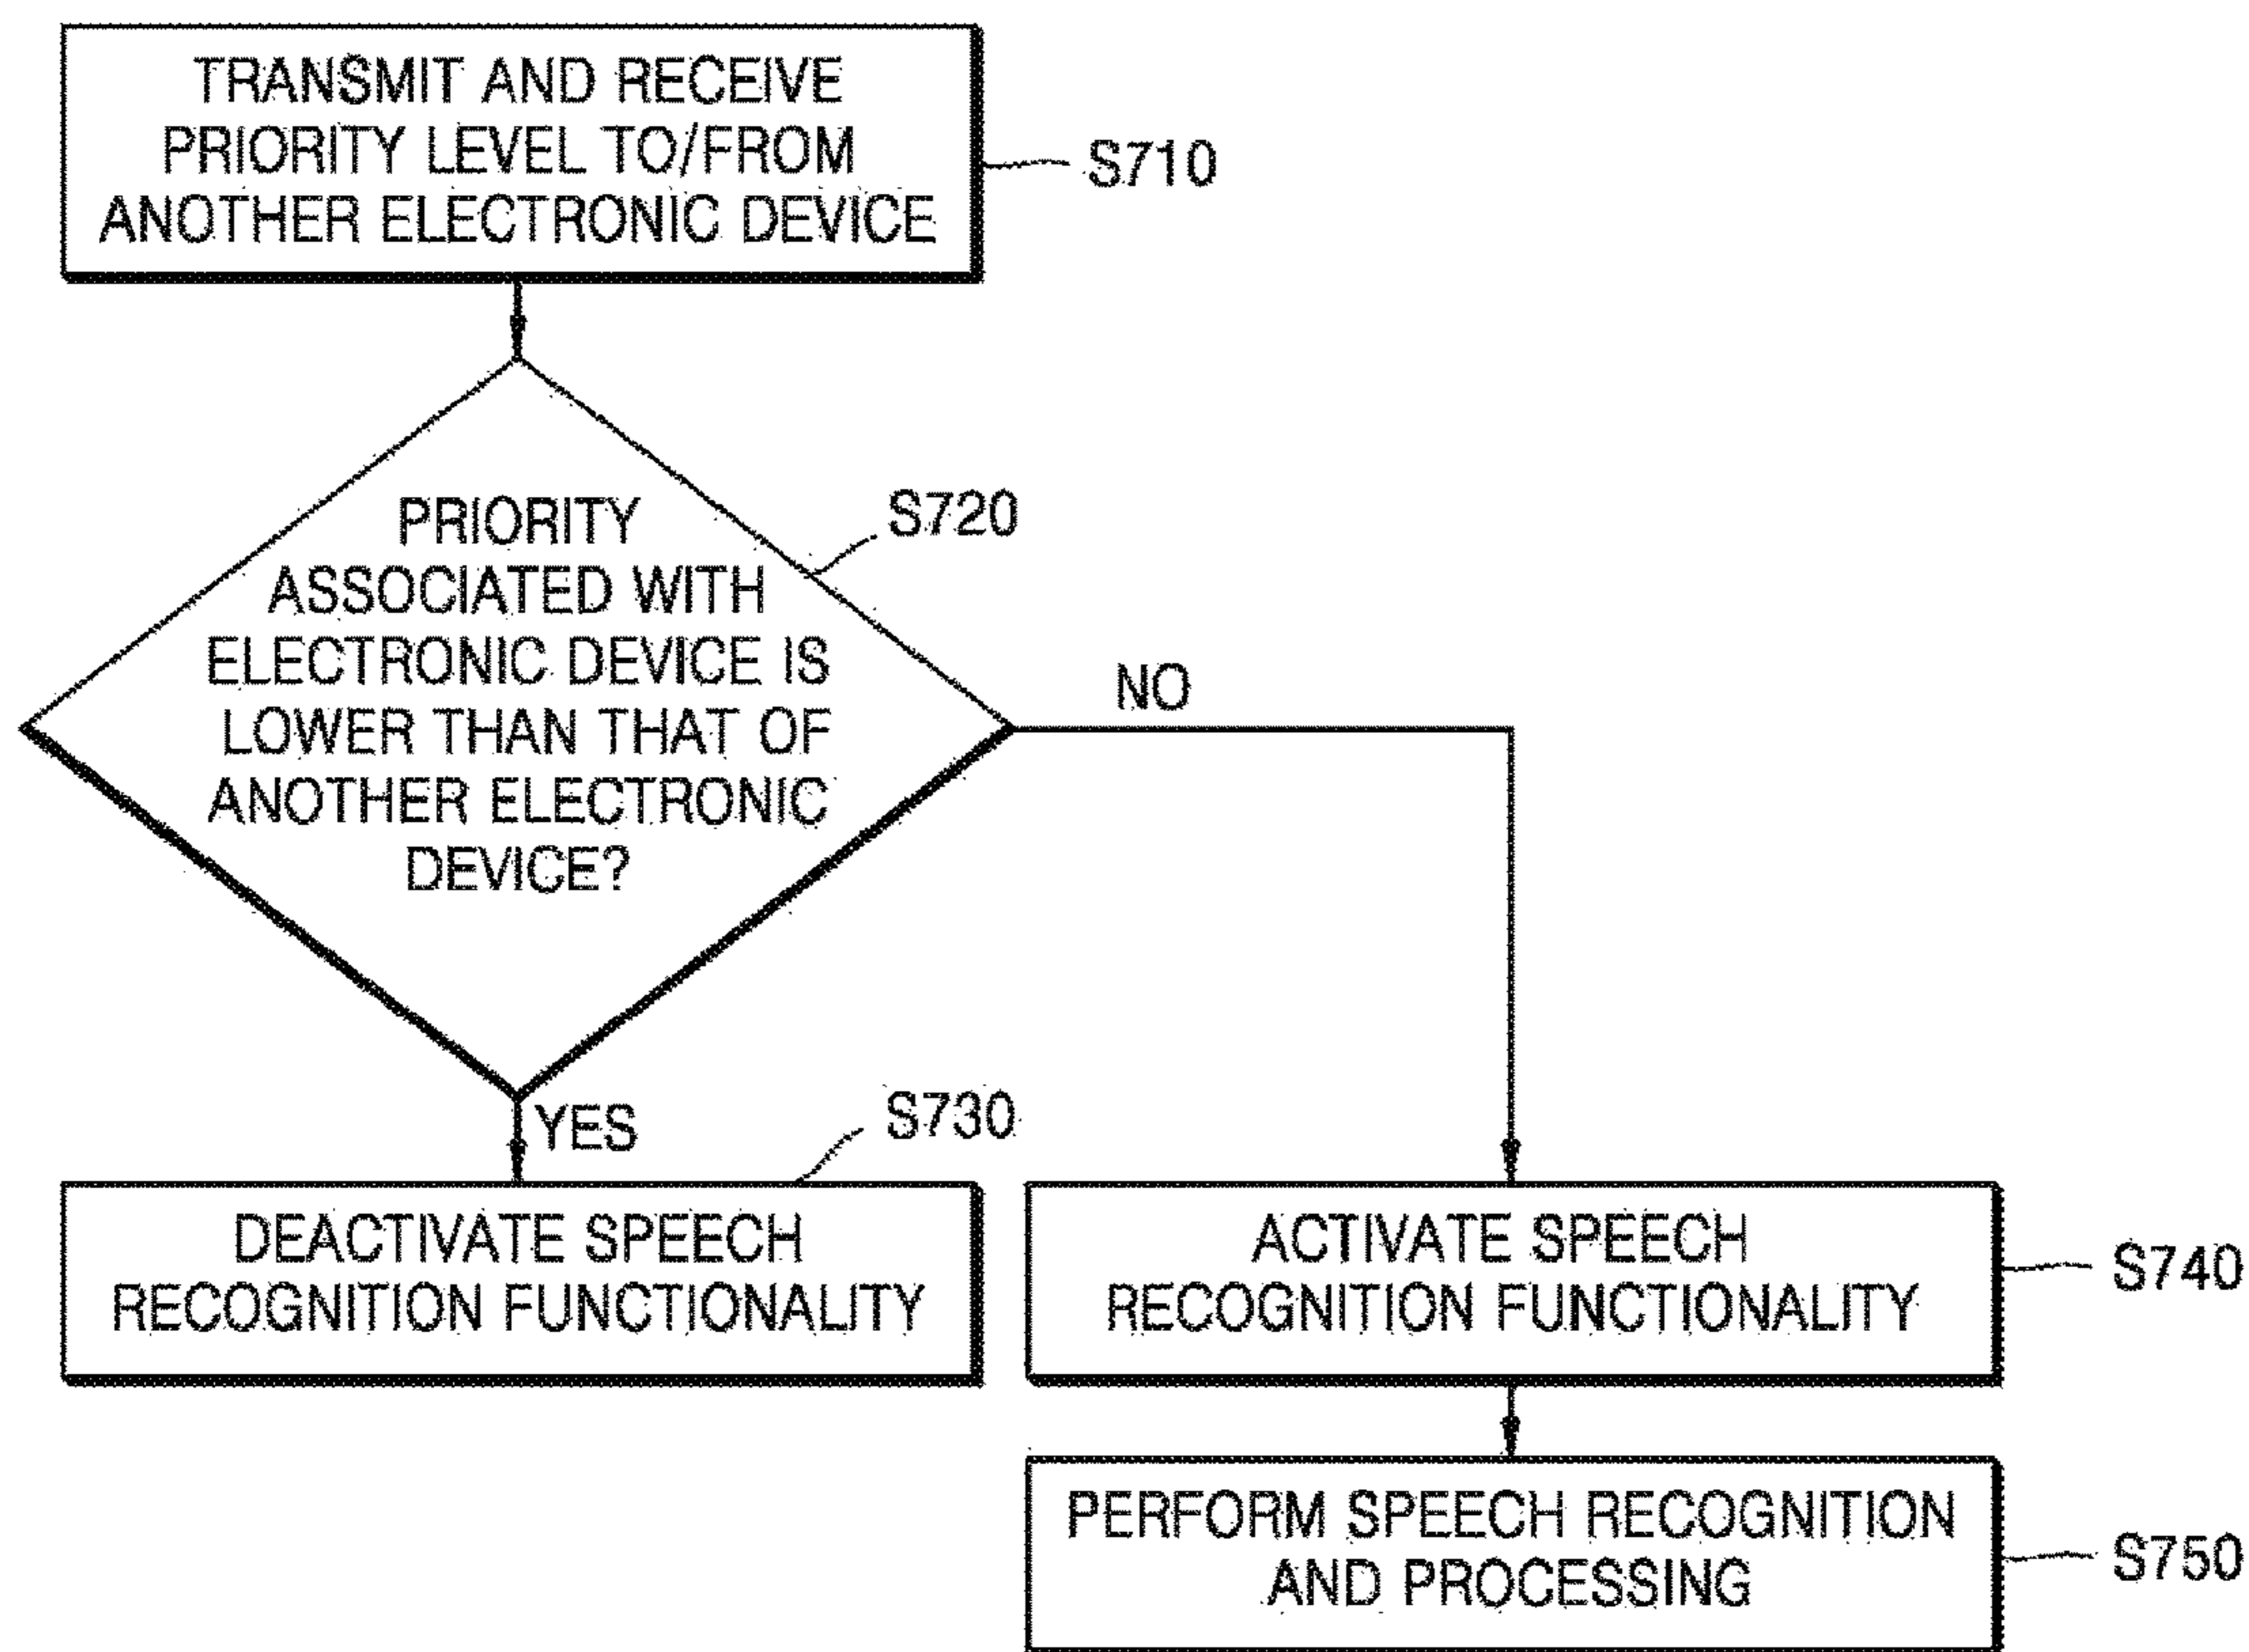 TRANSMIT AND RECEIVE
PRIORITY LEVEL TO/FROM
ANOTHER ELECTRONIC DEVICE
S710
PRIORITY
ASSOCIATED WITH
ELECTRONIC DEVICE IS
LOWER THAN THAT OF
ANOTHER ELECTRONIC
DEVICE?
S720
NO
YES
S730
DEACTIVATE SPEECH
RECOGNITION FUNCTIONALITY
ACTIVATE SPEECH
RECOGNITION FUNCTIONALITY
S740
PERFORM SPEECH RECOGNITION
AND PROCESSING
S750